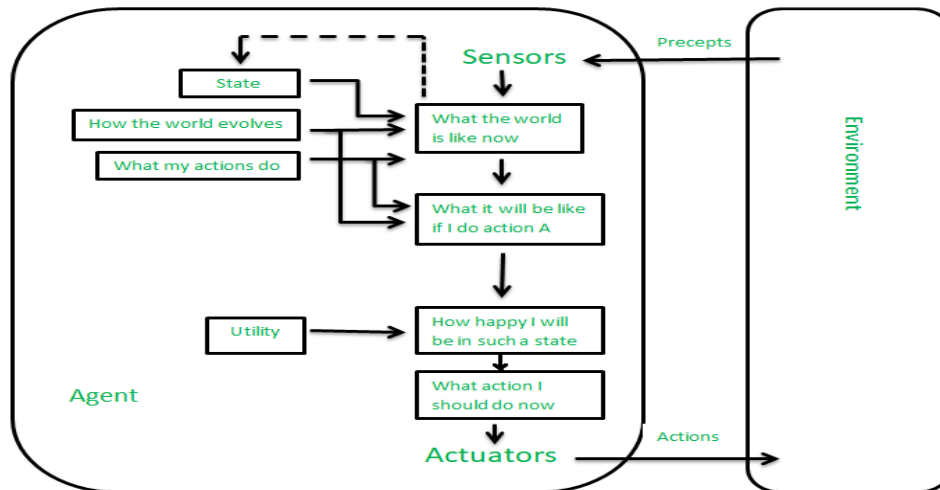 Precepts
Sensors
State
How the world evolves
What the world
is like now
What my actions do
What it will be like
if I do action A
Environment
Utility
How happy I will
be in such a state
What action I
should do now
Agent
Actuators
Actions